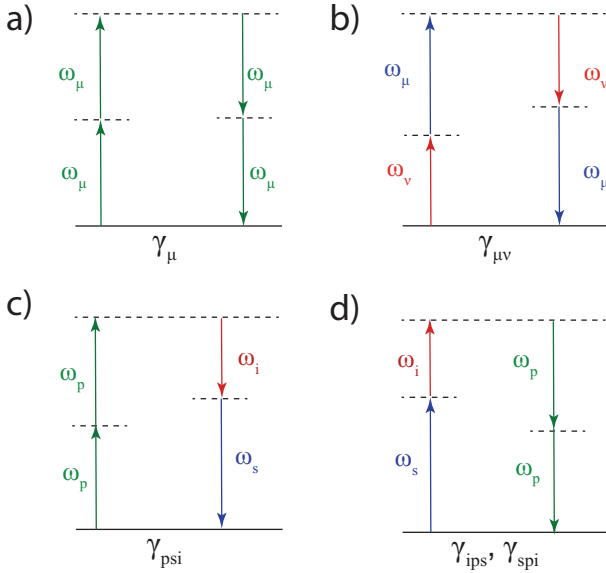 a)
ω_μ
ω_μ
ω_μ
ω_μ
γ_μ
b)
ω_μ
ω_ν
ω_ν
ω_μ
γ_μν
c)
ω_p
ω_i
ω_p
ω_s
γ_psi
d)
ω_i
ω_p
ω_s
ω_p
γ_ips, γ_spi